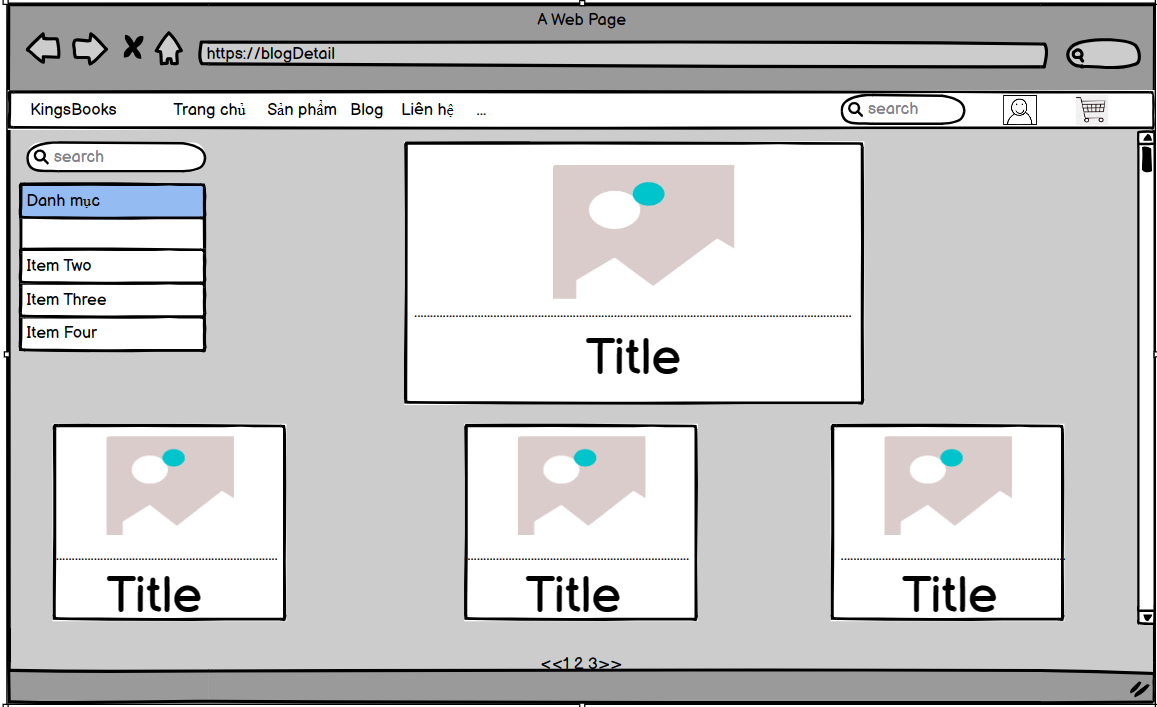 A Web Page
https://blogDetail
KingsBooks Trang chủ Sản phẩm Blog Liên hệ ... search
search
Danh mục
Item Two
Item Three
Item Four
Title
Title Title Title
<<1 2 3>>